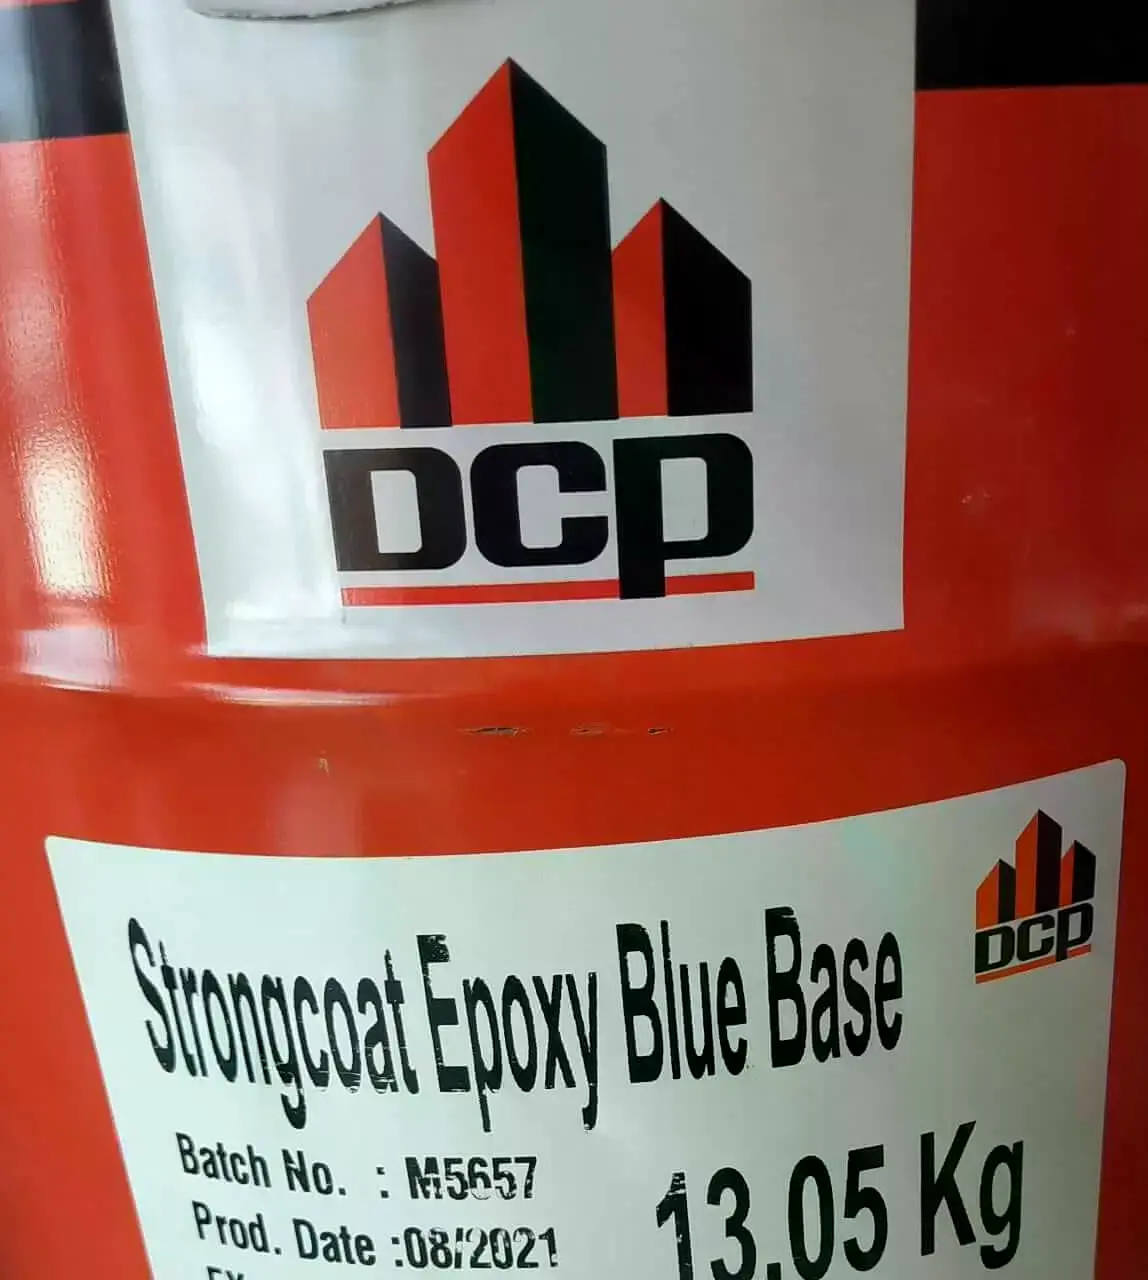 DCP
DCP
Strongcoat Epoxy Blue Base
Batch No. : M5657
13.05 Kg
Prod. Date :08/2021